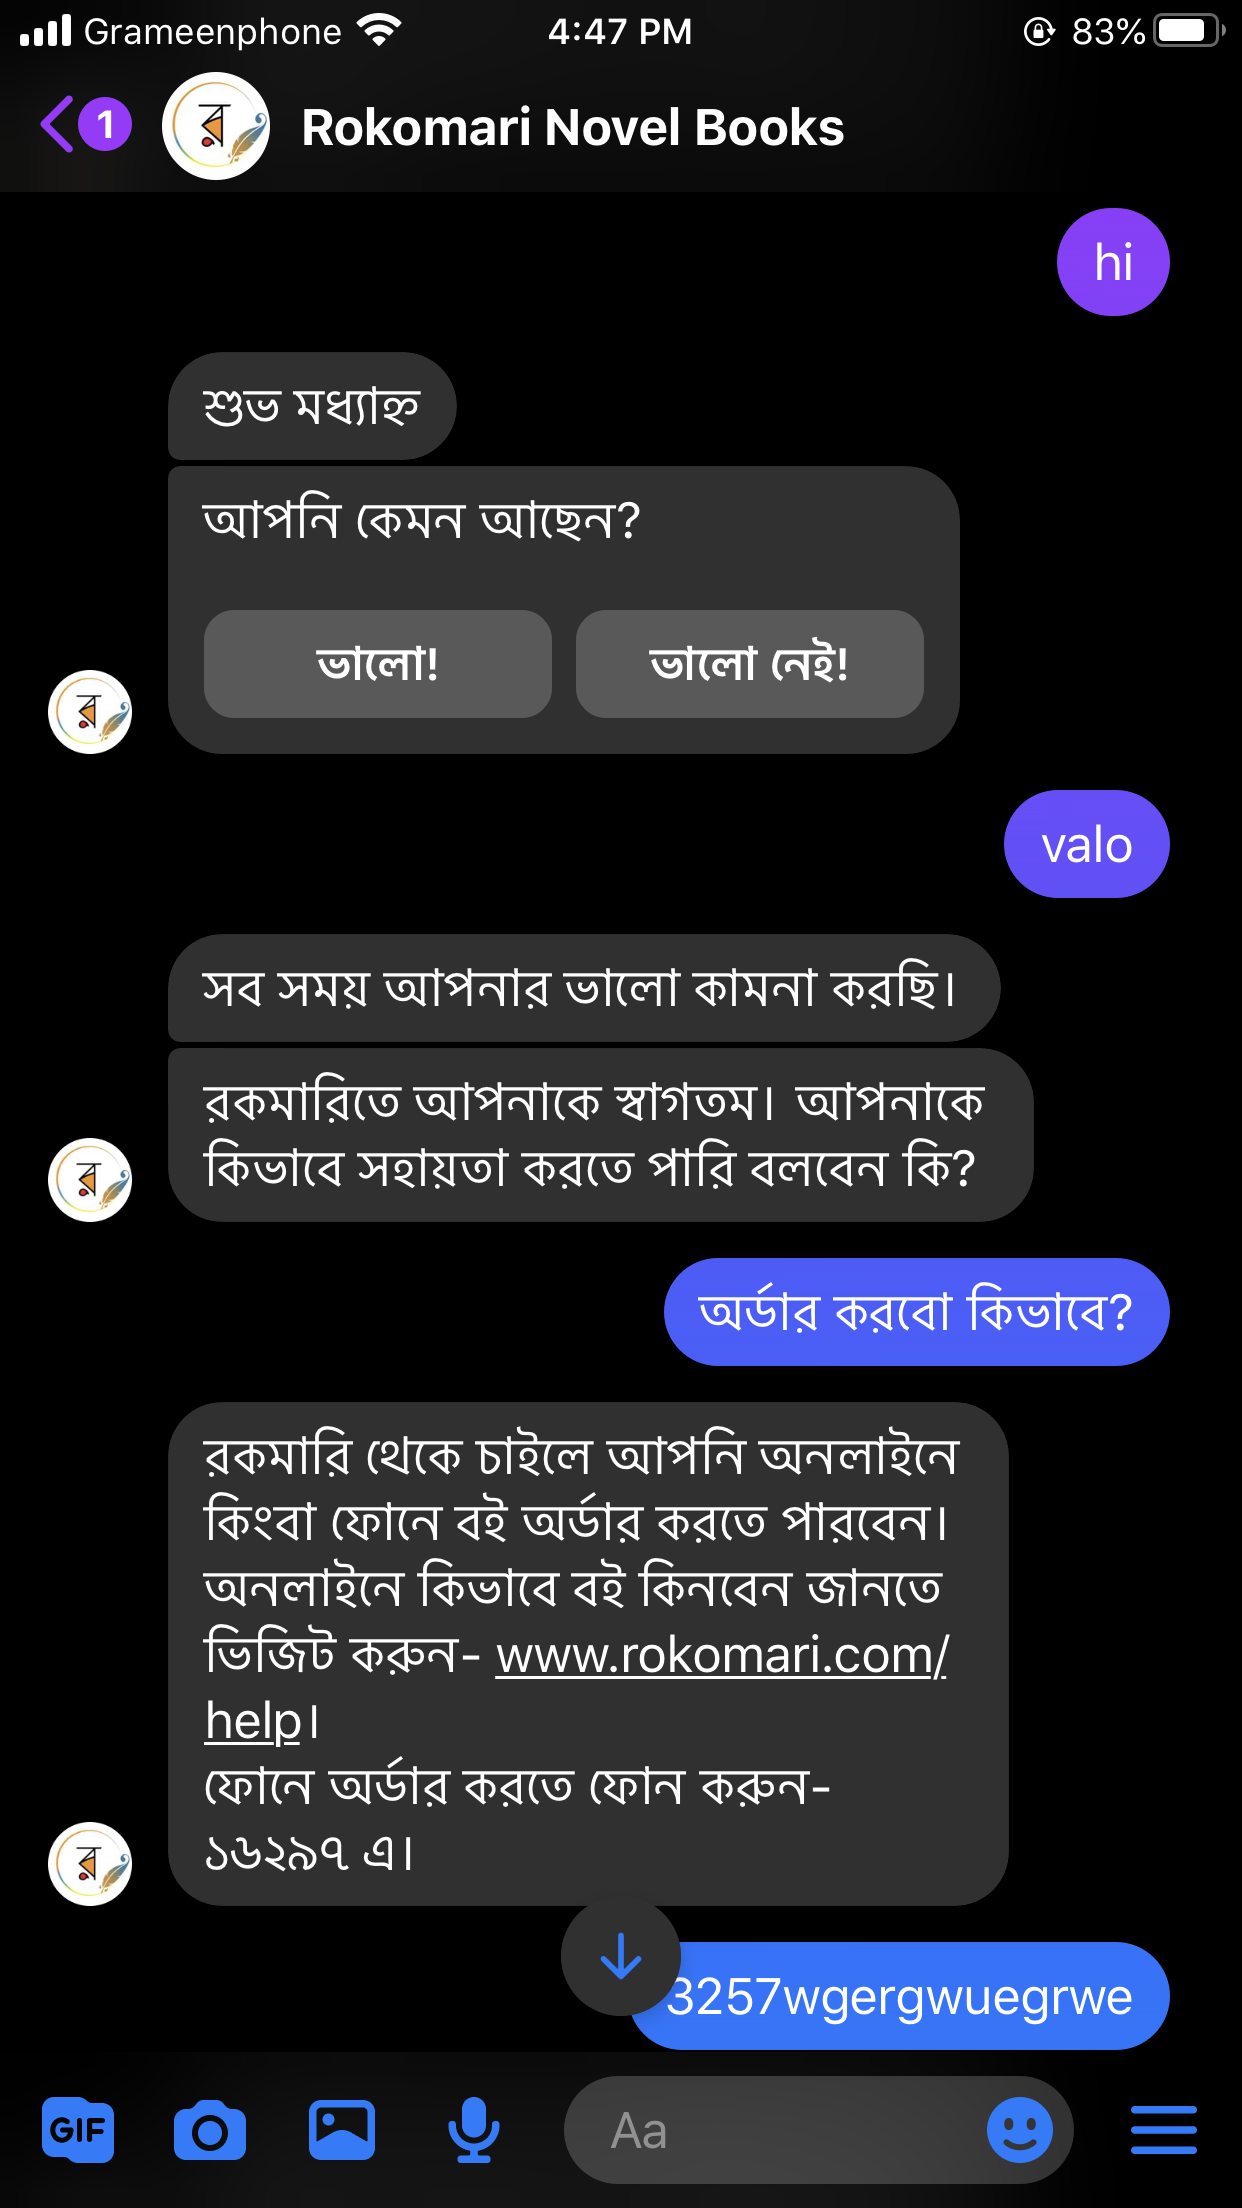 Grameenphone
4:47 PM
83%
1
র
Rokomari Novel Books
hi
শুভ মধ্যাহ্ন
আপনি কেমন আছেন?
ভালো!
ভালো নেই!
র
valo
সব সময় আপনার ভালো কামনা করছি।
রকমারিতে আপনাকে স্বাগতম। আপনাকে
কিভাবে সহায়তা করতে পারি বলবেন কি?
র
অর্ডার করবো কিভাবে?
রকমারি থেকে চাইলে আপনি অনলাইনে
কিংবা ফোনে বই অর্ডার করতে পারবেন।
অনলাইনে কিভাবে বই কিনবেন জানতে
ভিজিট করুন- www.rokomari.com/
help।
ফোনে অর্ডার করতে ফোন করুন-
১৬২৯৭ এ।
র
3257wgergwuegrwe
GIF
Aa